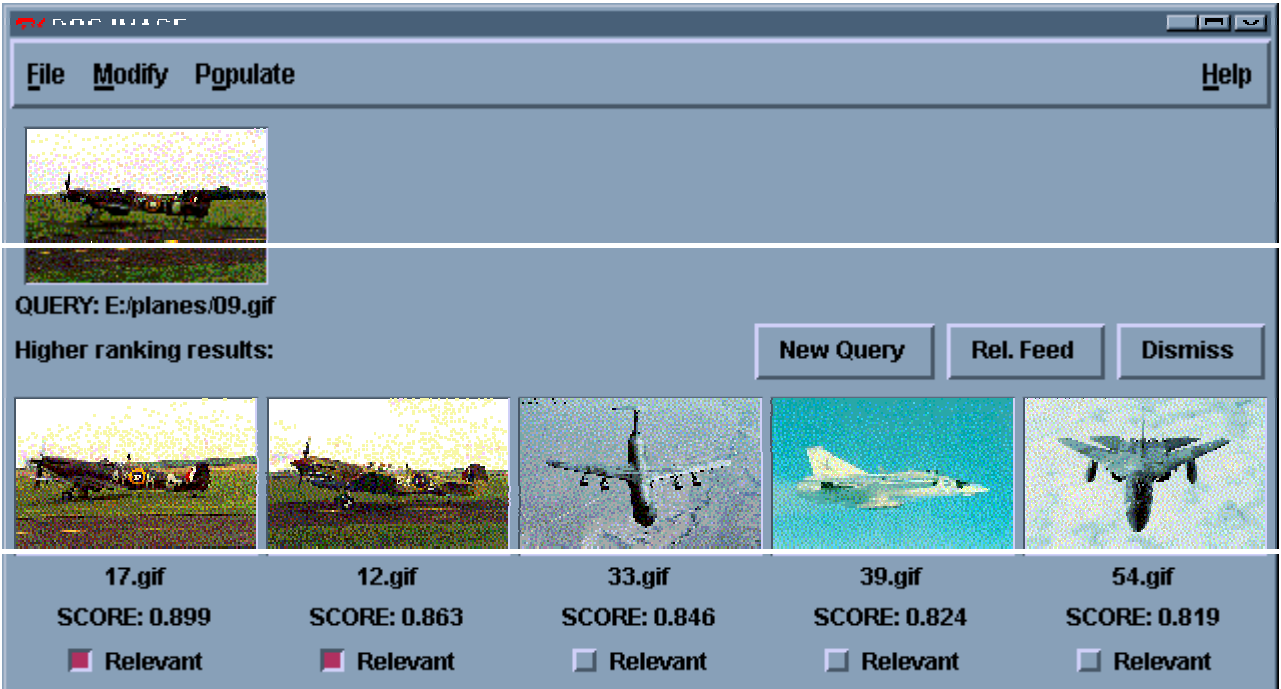 File Modify Populate Help
QUERY: E:/planes/09.gif
Higher ranking results: New Query Rel. Feed Dismiss
17.gif 12.gif 33.gif 39.gif 54.gif
SCORE: 0.899 SCORE: 0.863 SCORE: 0.846 SCORE: 0.824 SCORE: 0.819
Relevant Relevant Relevant Relevant Relevant